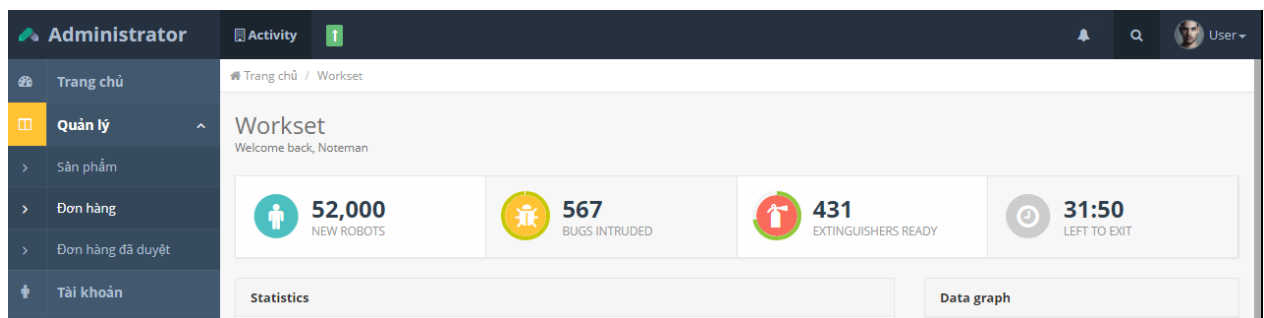 Administrator
Activity
User
Trang chủ
Quản lý
Sản phẩm
Đơn hàng
Đơn hàng đã duyệt
Tài khoản
Trang chủ / Workset
Workset
Welcome back, Noteman
52,000
NEW ROBOTS
567
BUGS INTRUDED
431
EXTINGUISHERS READY
31:50
LEFT TO EXIT
Statistics
Data graph